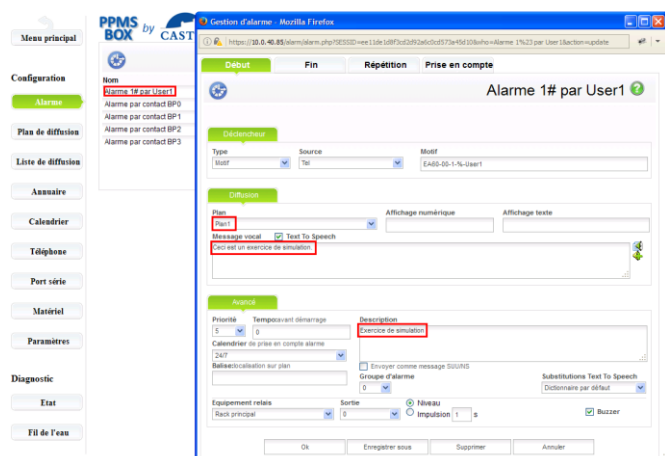 Menu principal
Configuration
Alarme
Plan de diffusion
Liste de diffusion
Annuaire
Calendrier
Téléphone
Port série
Matériel
Paramètres
Diagnostic
Etat
Fil de l'eau
PPMS
BOX by CAST
Nom
Alarme 1# par User1
Alarme par contact BP0
Alarme par contact BP1
Alarme par contact BP2
Alarme par contact BP3
Gestion d'alarme - Mozilla Firefox
Début Fin Répétition Prise en compte
Alarme 1# par User1
Déclencheur
Type Source Motif
Motif Tel EA60-00-1-%-User1
Diffusion
Plan Affichage numérique Affichage texte
Plan1
Message vocal Text To Speech
Ceci est un exercice de simulation.
Avancé
Priorité Tempo:avant démarrage Description
5 0 Exercice de simulation
Calendrier de prise en compte alarme
24/7
Balise:localisation sur plan Envoyer comme message SUU/NS
Groupe d'alarme Substitutions Text To Speech
0 Dictionnaire par défaut
Equipement relais Sortie Niveau
Rack principal 0 Impulsion 1 s Buzzer
Ok Enregistrer sous Supprimer Annuler